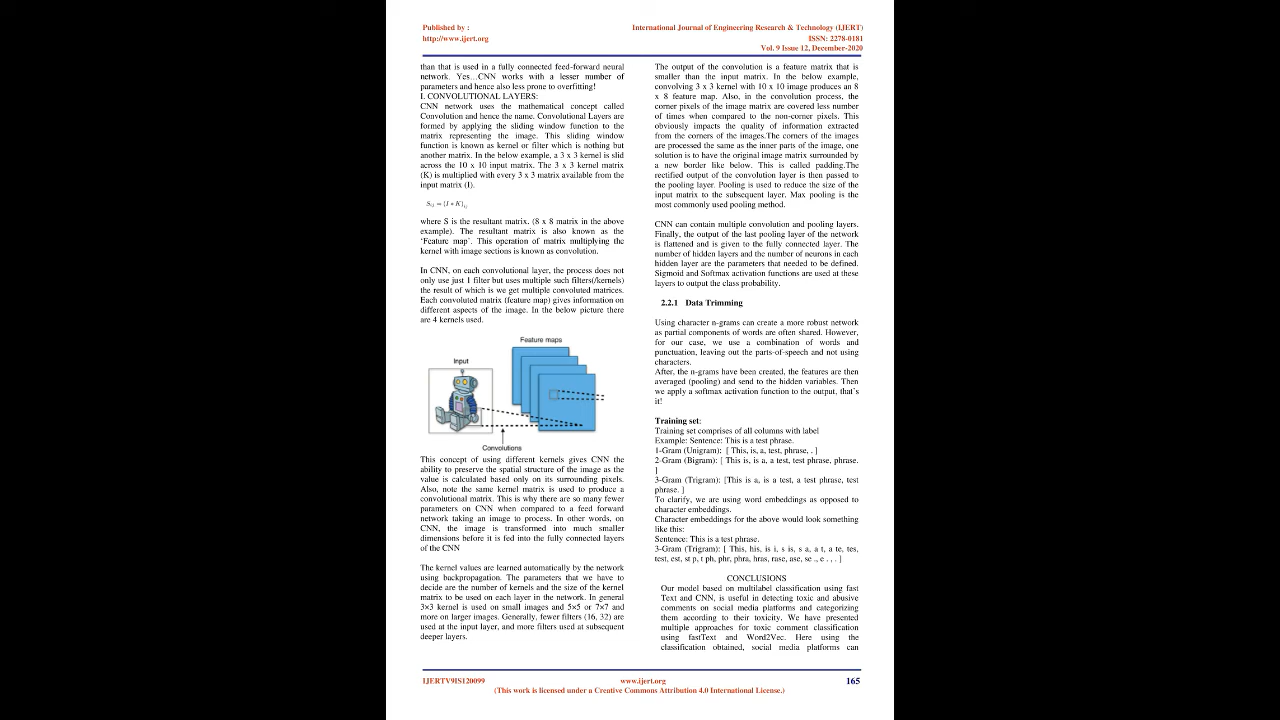 Published by :
http://www.ijert.org
International Journal of Engineering Research & Technology (IJERT)
ISSN: 2278-0181
Vol. 9 Issue 12, December-2020
than that is used in a fully connected feed-forward neural
network. Yes…CNN works with a lesser number of
parameters and hence also less prone to overfitting!
I. CONVOLUTIONAL LAYERS:
CNN network uses the mathematical concept called
Convolution and hence the name. Convolutional Layers are
formed by applying the sliding window function to the
matrix representing the image. This sliding window
function is known as kernel or filter which is nothing but
another matrix. In the below example, a 3 x 3 kernel is slid
across the 10 x 10 input matrix. The 3 x 3 kernel matrix
(K) is multiplied with every 3 x 3 matrix available from the
input matrix (I).
S_{ij} = (I ∗ K)_{ij}
where S is the resultant matrix. (8 x 8 matrix in the above
example). The resultant matrix is also known as the
‘Feature map’. This operation of matrix multiplying the
kernel with image sections is known as convolution.
In CNN, on each convolutional layer, the process does not
only use just 1 filter but uses multiple such filters(/kernels)
the result of which is we get multiple convoluted matrices.
Each convoluted matrix (feature map) gives information on
different aspects of the image. In the below picture there
are 4 kernels used.
Feature maps
Input
Convolutions
This concept of using different kernels gives CNN the
ability to preserve the spatial structure of the image as the
value is calculated based only on its surrounding pixels.
Also, note the same kernel matrix is used to produce a
convolutional matrix. This is why there are so many fewer
parameters on CNN when compared to a feed forward
network taking an image to process. In other words, on
CNN, the image is transformed into much smaller
dimensions before it is fed into the fully connected layers
of the CNN
The kernel values are learned automatically by the network
using backpropagation. The parameters that we have to
decide are the number of kernels and the size of the kernel
matrix to be used on each layer in the network. In general
3×3 kernel is used on small images and 5×5 or 7×7 and
more on larger images. Generally, fewer filters (16, 32) are
used at the input layer, and more filters used at subsequent
deeper layers.
The output of the convolution is a feature matrix that is
smaller than the input matrix. In the below example,
convolving 3 x 3 kernel with 10 x 10 image produces an 8
x 8 feature map. Also, in the convolution process, the
corner pixels of the image matrix are covered less number
of times when compared to the non-corner pixels. This
obviously impacts the quality of information extracted
from the corners of the images.The corners of the images
are processed the same as the inner parts of the image, one
solution is to have the original image matrix surrounded by
a new border like below. This is called padding.The
rectified output of the convolution layer is then passed to
the pooling layer. Pooling is used to reduce the size of the
input matrix to the subsequent layer. Max pooling is the
most commonly used pooling method.
CNN can contain multiple convolution and pooling layers.
Finally, the output of the last pooling layer of the network
is flattened and is given to the fully connected layer. The
number of hidden layers and the number of neurons in each
hidden layer are the parameters that needed to be defined.
Sigmoid and Softmax activation functions are used at these
layers to output the class probability.
2.2.1 Data Trimming
Using character n-grams can create a more robust network
as partial components of words are often shared. However,
for our case, we use a combination of words and
punctuation, leaving out the parts-of-speech and not using
characters.
After, the n-grams have been created, the features are then
averaged (pooling) and send to the hidden variables. Then
we apply a softmax activation function to the output, that’s
it!
Training set:
Training set comprises of all columns with label
Example: Sentence: This is a test phrase.
1-Gram (Unigram): [ This, is, a, test, phrase, . ]
2-Gram (Bigram): [ This is, is a, a test, test phrase, phrase.
]
3-Gram (Trigram): [This is a, is a test, a test phrase, test
phrase. ]
To clarify, we are using word embeddings as opposed to
character embeddings.
Character embeddings for the above would look something
like this:
Sentence: This is a test phrase.
3-Gram (Trigram): [ This, his, is i, s is, s a, a t, a te, tes,
test, est, st p, t ph, phr, phra, hras, rase, ase, se ., e . , . ]
CONCLUSIONS
Our model based on multilabel classification using fast
Text and CNN, is useful in detecting toxic and abusive
comments on social media platforms and categorizing
them according to their toxicity. We have presented
multiple approaches for toxic comment classification
using fastText and Word2Vec. Here using the
classification obtained, social media platforms can
IJERTV9IS120099
www.ijert.org
165
(This work is licensed under a Creative Commons Attribution 4.0 International License.)